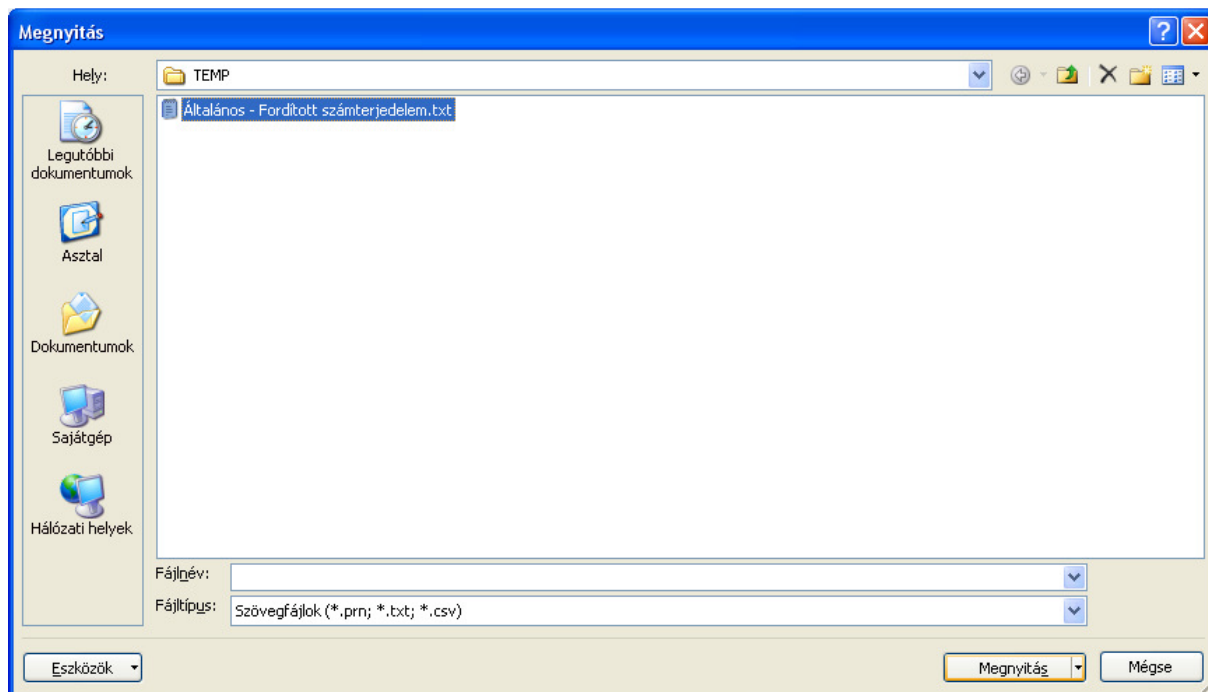 Megnyitás
Hely:
TEMP
Általános - Fordított számterjedelem.txt
Legutóbbi
dokumentumok
Asztal
Dokumentumok
Sajátgép
Hálózati helyek
Fájlnév:
Fájltípus:
Szövegfájlok (*.prn; *.txt; *.csv)
Eszközök
Megnyitás
Mégse